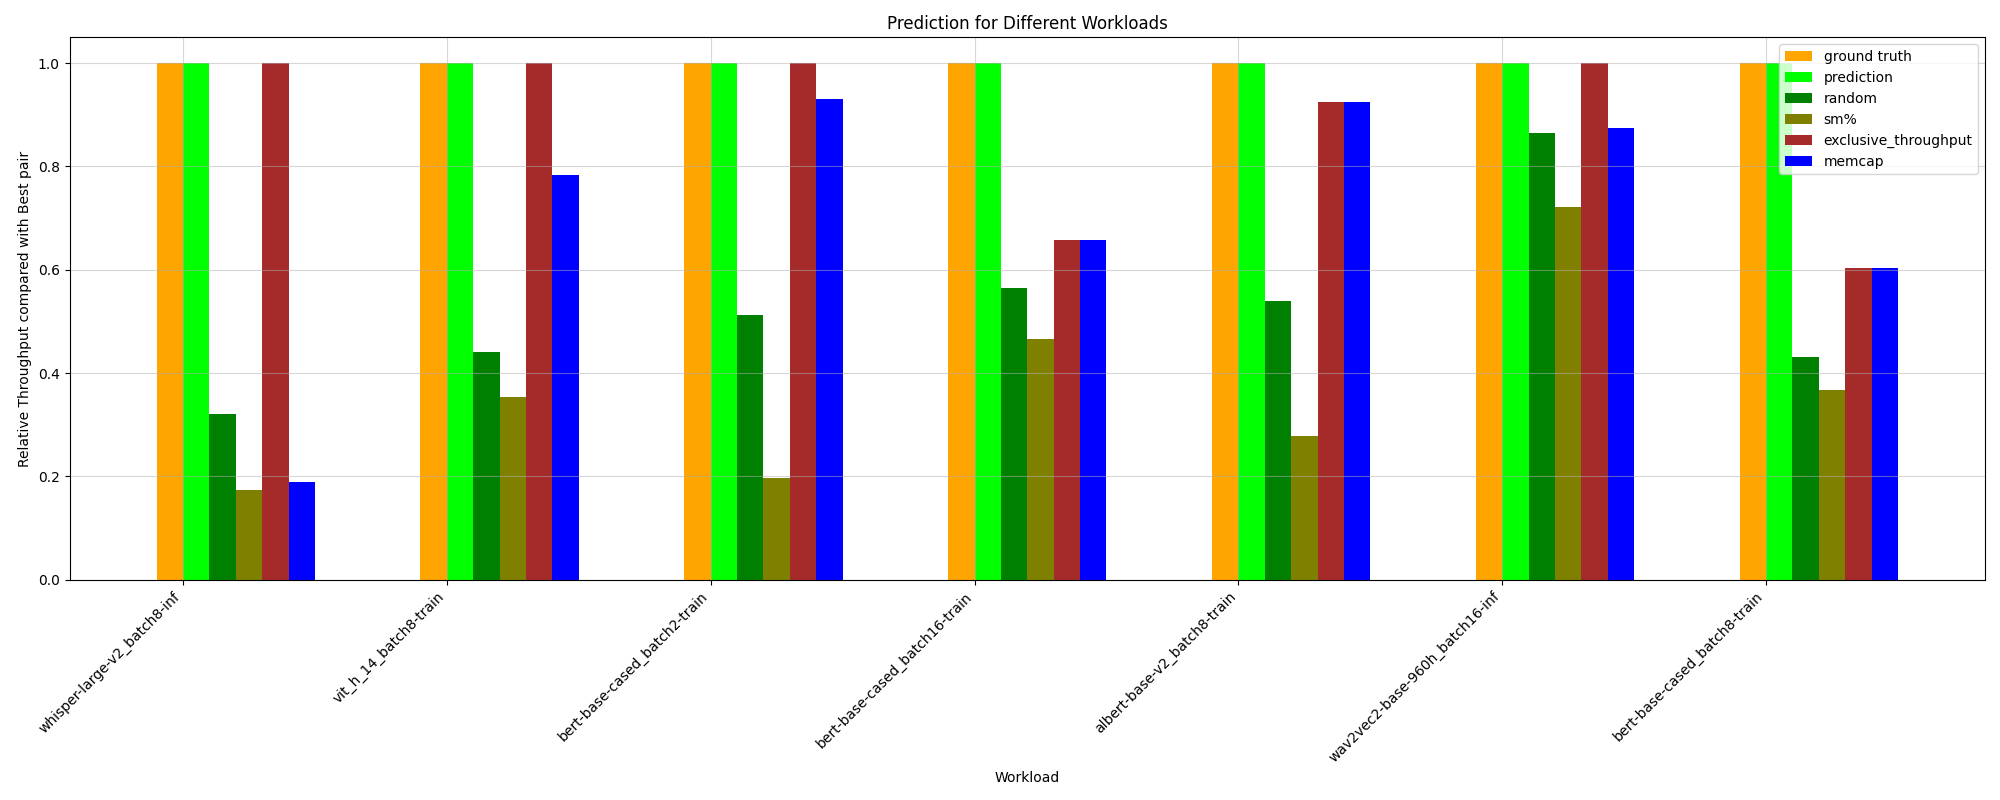 Prediction for Different Workloads
Relative Throughput compared with Best pair
1.0
0.8
0.6
0.4
0.2
0.0
ground truth
prediction
random
sm%
exclusive_throughput
memcap
whisper-large-v2_batch8-inf
vit_h_14_batch8-train
bert-base-cased_batch2-train
bert-base-cased_batch16-train
albert-base-v2_batch8-train
wav2vec2-base-960h_batch16-inf
bert-base-cased_batch8-train
Workload